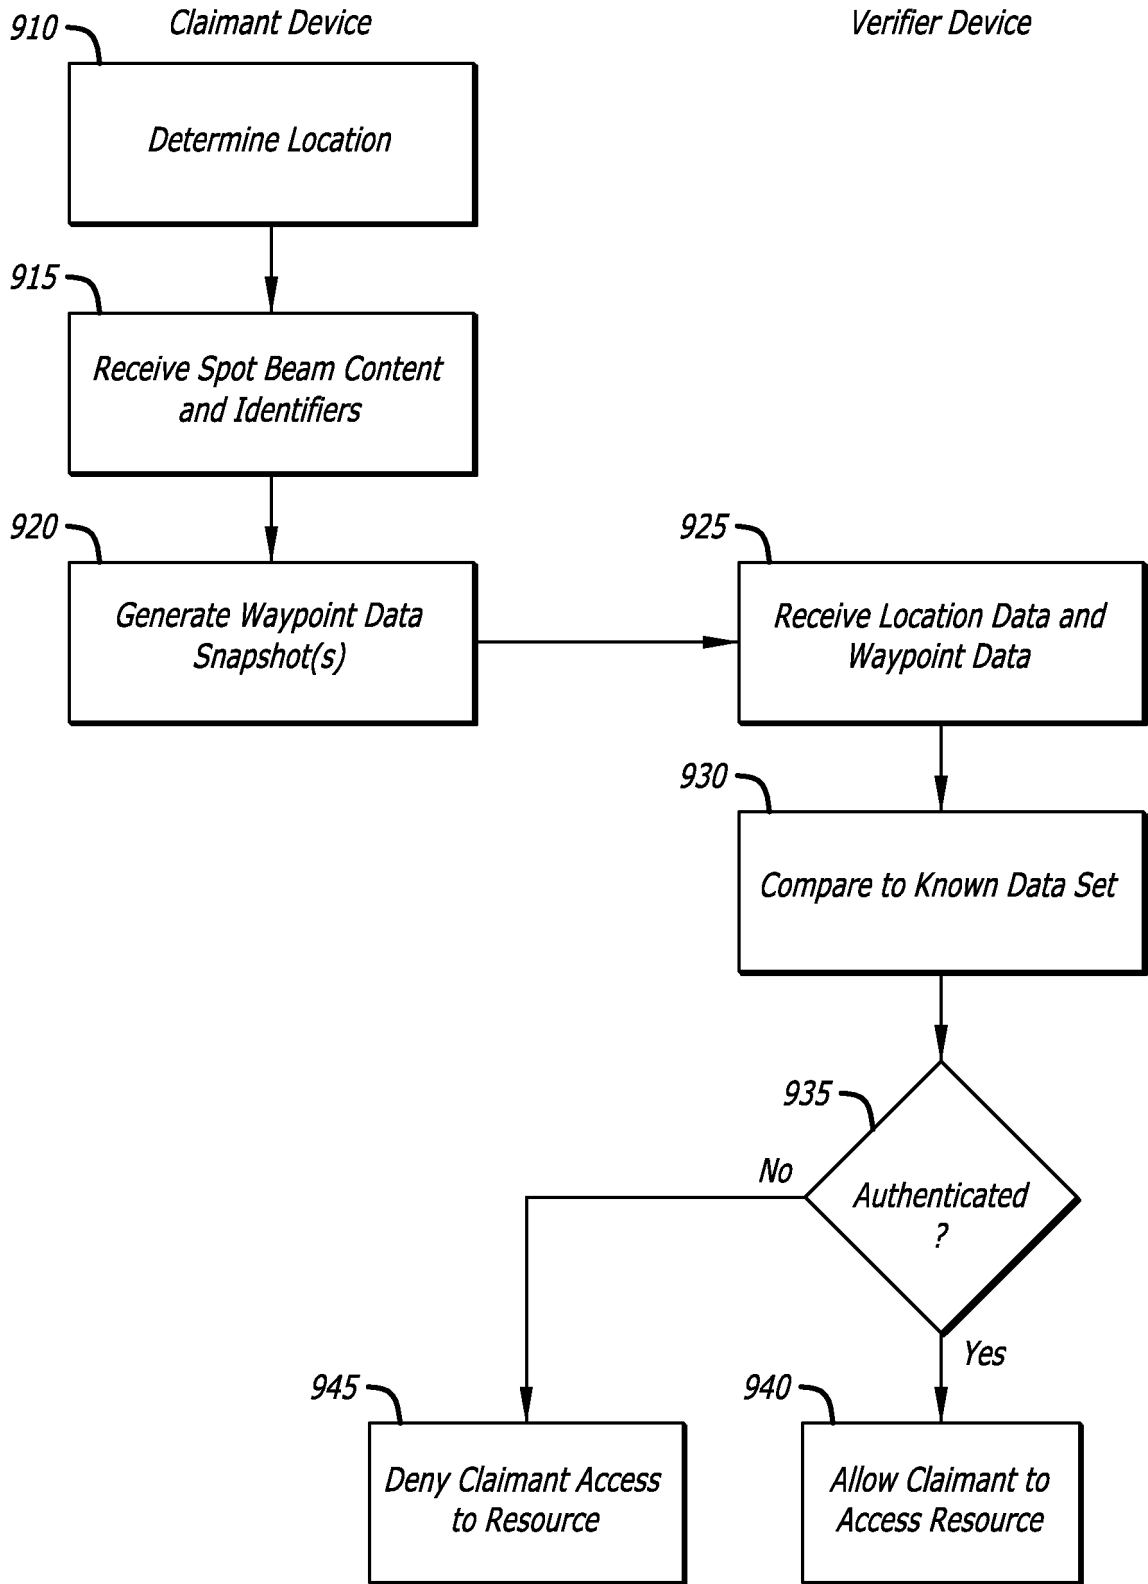 910
Claimant Device
Verifier Device
Determine Location
915
Receive Spot Beam Content
and Identifiers
920
Generate Waypoint Data
Snapshot(s)
925
Receive Location Data and
Waypoint Data
930
Compare to Known Data Set
935
No
Authenticated
?
Yes
945
Deny Claimant Access
to Resource
940
Allow Claimant to
Access Resource